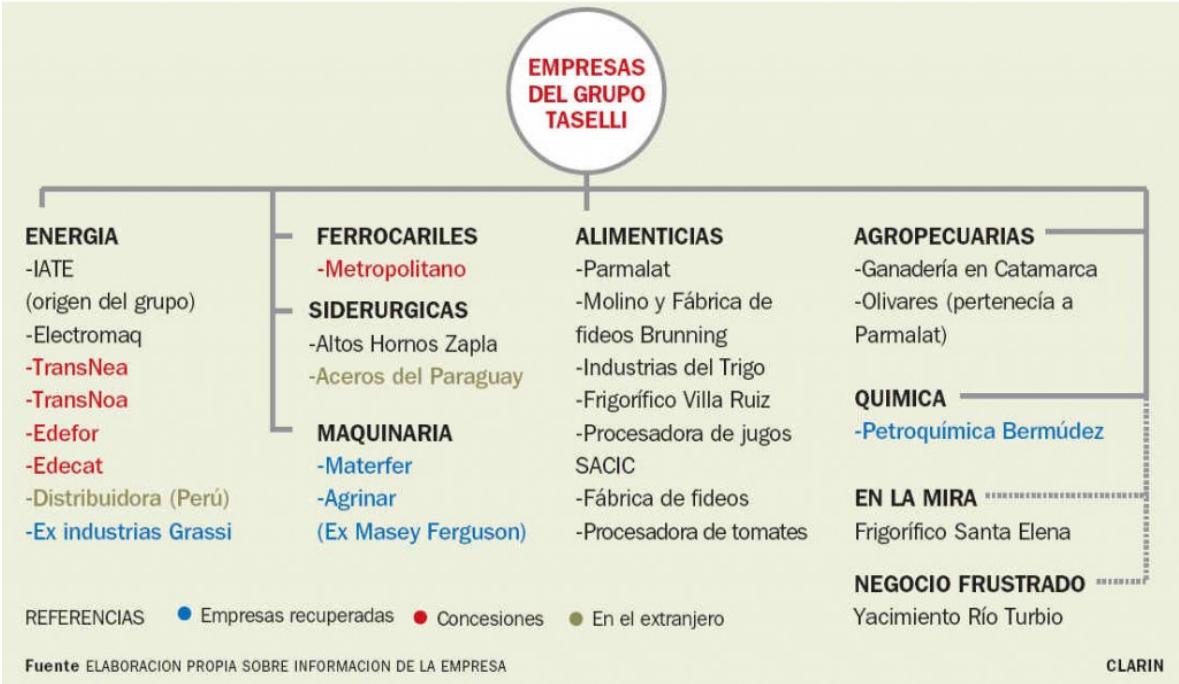 EMPRESAS
DEL GRUPO
TASELLI
ENERGIA
-IATE
(origen del grupo)
-Electromaq
-TransNea
-TransNoa
-Edefor
-Edecat
-Distribuidora (Perú)
-Ex industrias Grassi
FERROCARILES
-Metropolitano
SIDERURGICAS
-Altos Hornos Zapla
-Aceros del Paraguay
MAQUINARIA
-Materfer
-Agrinar
(Ex Masey Ferguson)
ALIMENTICIAS
-Parmalat
-Molino y Fábrica de
fideos Brunning
-Industrias del Trigo
-Frigorífico Villa Ruiz
-Procesadora de jugos
SACIC
-Fábrica de fideos
-Procesadora de tomates
AGROPECUARIAS
-Ganadería en Catamarca
-Olivares (pertenecía a
Parmalat)
QUIMICA
-Petroquímica Bermúdez
EN LA MIRA
Frigorífico Santa Elena
NEGOCIO FRUSTRADO
Yacimiento Río Turbio
REFERENCIAS
Empresas recuperadas
Concesiones
En el extranjero
Fuente ELABORACION PROPIA SOBRE INFORMACION DE LA EMPRESA
CLARIN